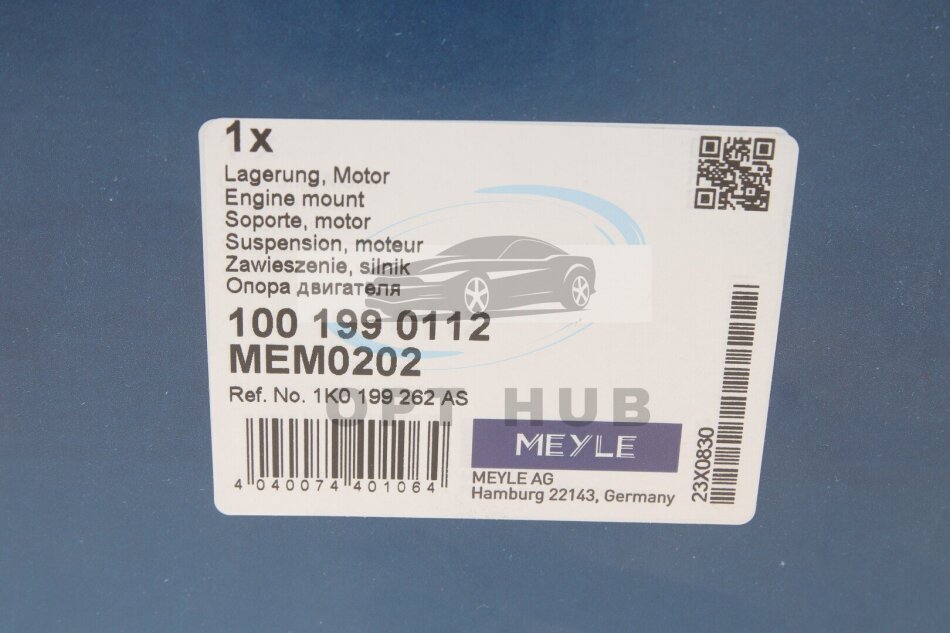 1x
Lagerung, Motor
Engine mount
Soporte, motor
Suspension, moteur
Zawieszenie, silnik
Опора двигателя
100 199 0112
MEM0202
Ref. No. 1K0 199 262 AS
OPT HUB
4 040074 401064
MEYLE
MEYLE AG
Hamburg 22143, Germany
23X0830